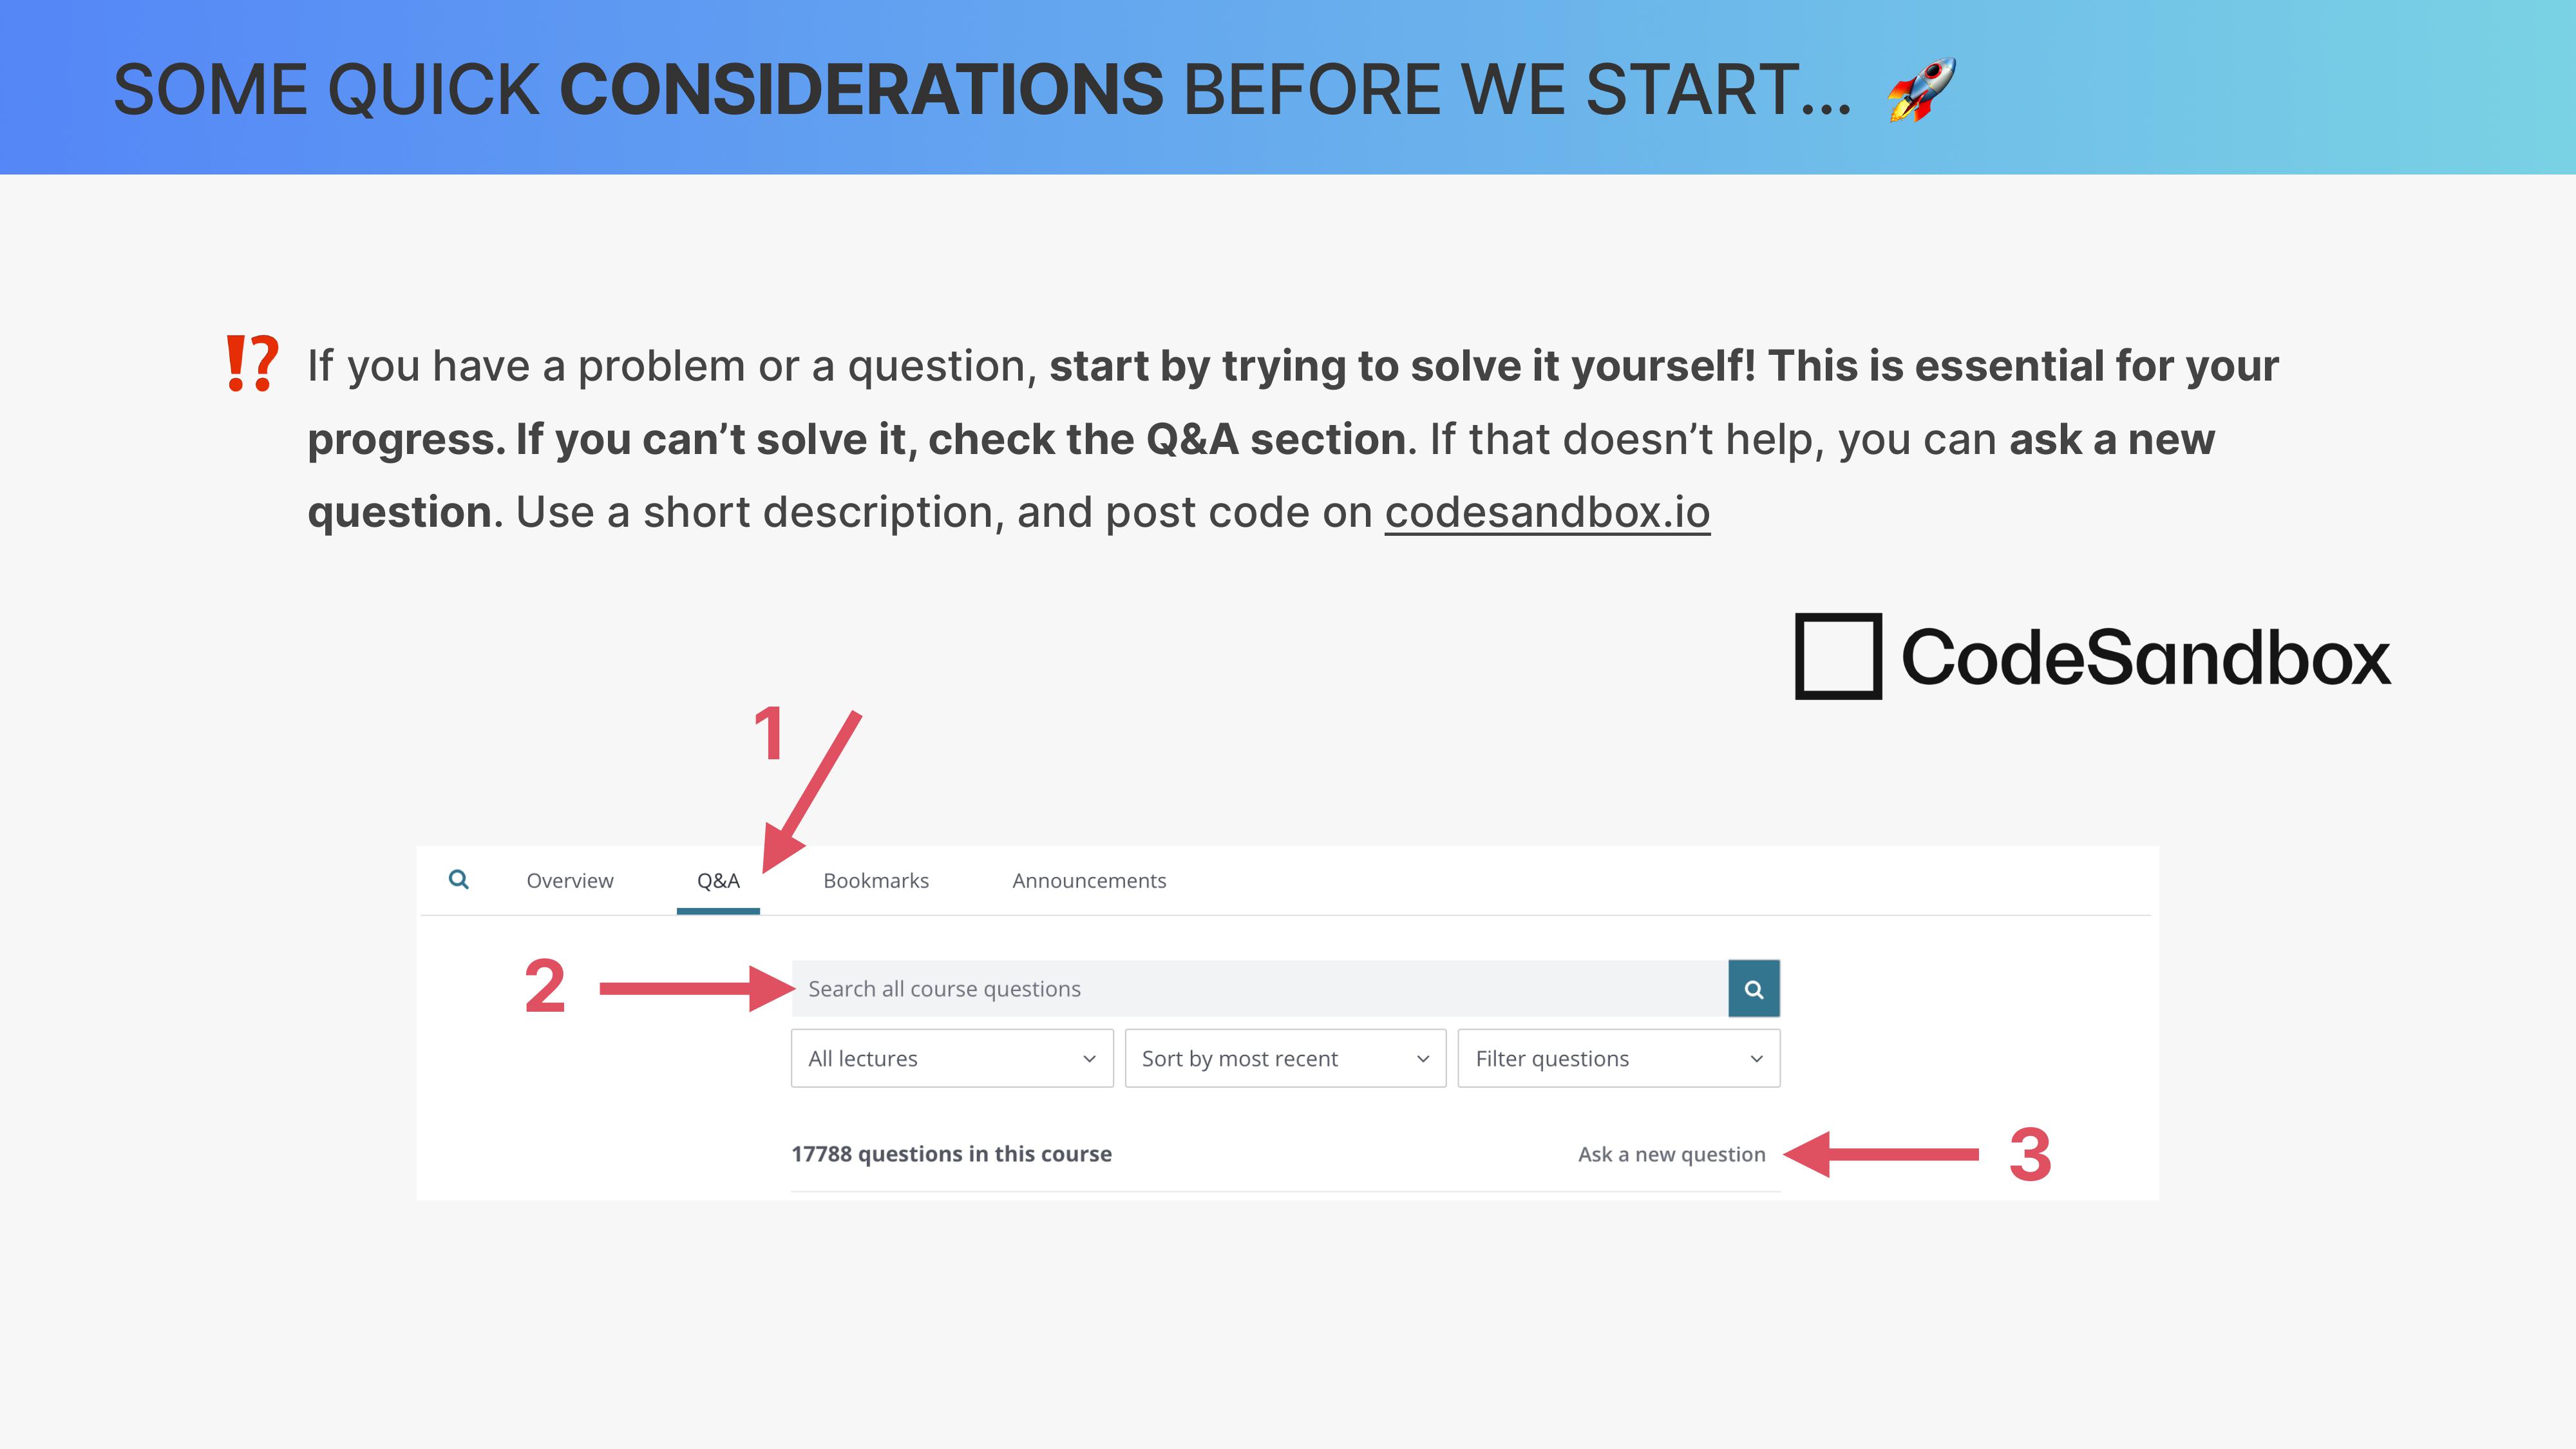 SOME QUICK CONSIDERATIONS BEFORE WE START... 🚀
⁉️ If you have a problem or a question, start by trying to solve it yourself! This is essential for your
progress. If you can’t solve it, check the Q&A section. If that doesn’t help, you can ask a new
question. Use a short description, and post code on codesandbox.io
CodeSandbox
1
Overview Q&A Bookmarks Announcements
2 Search all course questions
All lectures Sort by most recent Filter questions
17788 questions in this course Ask a new question 3